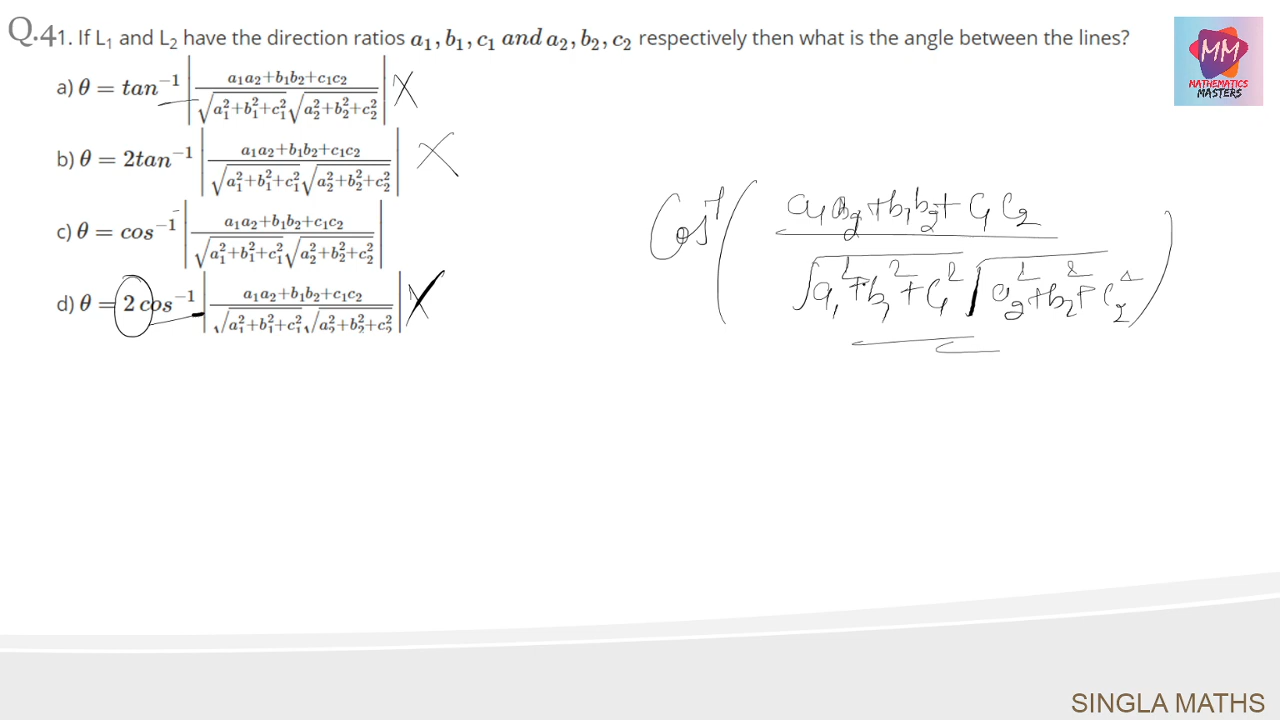 Q.41. If L₁ and L₂ have the direction ratios a₁, b₁, c₁ and a₂, b₂, c₂ respectively then what is the angle between the lines?
MM
MATHEMATICS
MASTERS
a) θ = tan⁻¹ | (a₁a₂+b₁b₂+c₁c₂) / (√(a₁²+b₁²+c₁²) √(a₂²+b₂²+c₂²)) | X
b) θ = 2tan⁻¹ | (a₁a₂+b₁b₂+c₁c₂) / (√(a₁²+b₁²+c₁²) √(a₂²+b₂²+c₂²)) | X
c) θ = cos⁻¹ | (a₁a₂+b₁b₂+c₁c₂) / (√(a₁²+b₁²+c₁²) √(a₂²+b₂²+c₂²)) |
d) θ = 2 cos⁻¹ | (a₁a₂+b₁b₂+c₁c₂) / (√(a₁²+b₁²+c₁²) √(a₂²+b₂²+c₂²)) | X
Cos⁻¹ ( (a₁a₂+b₁b₂+c₁c₂) / (√(a₁²+b₁²+c₁²) √(a₂²+b₂²+c₂²)) )
SINGLA MATHS